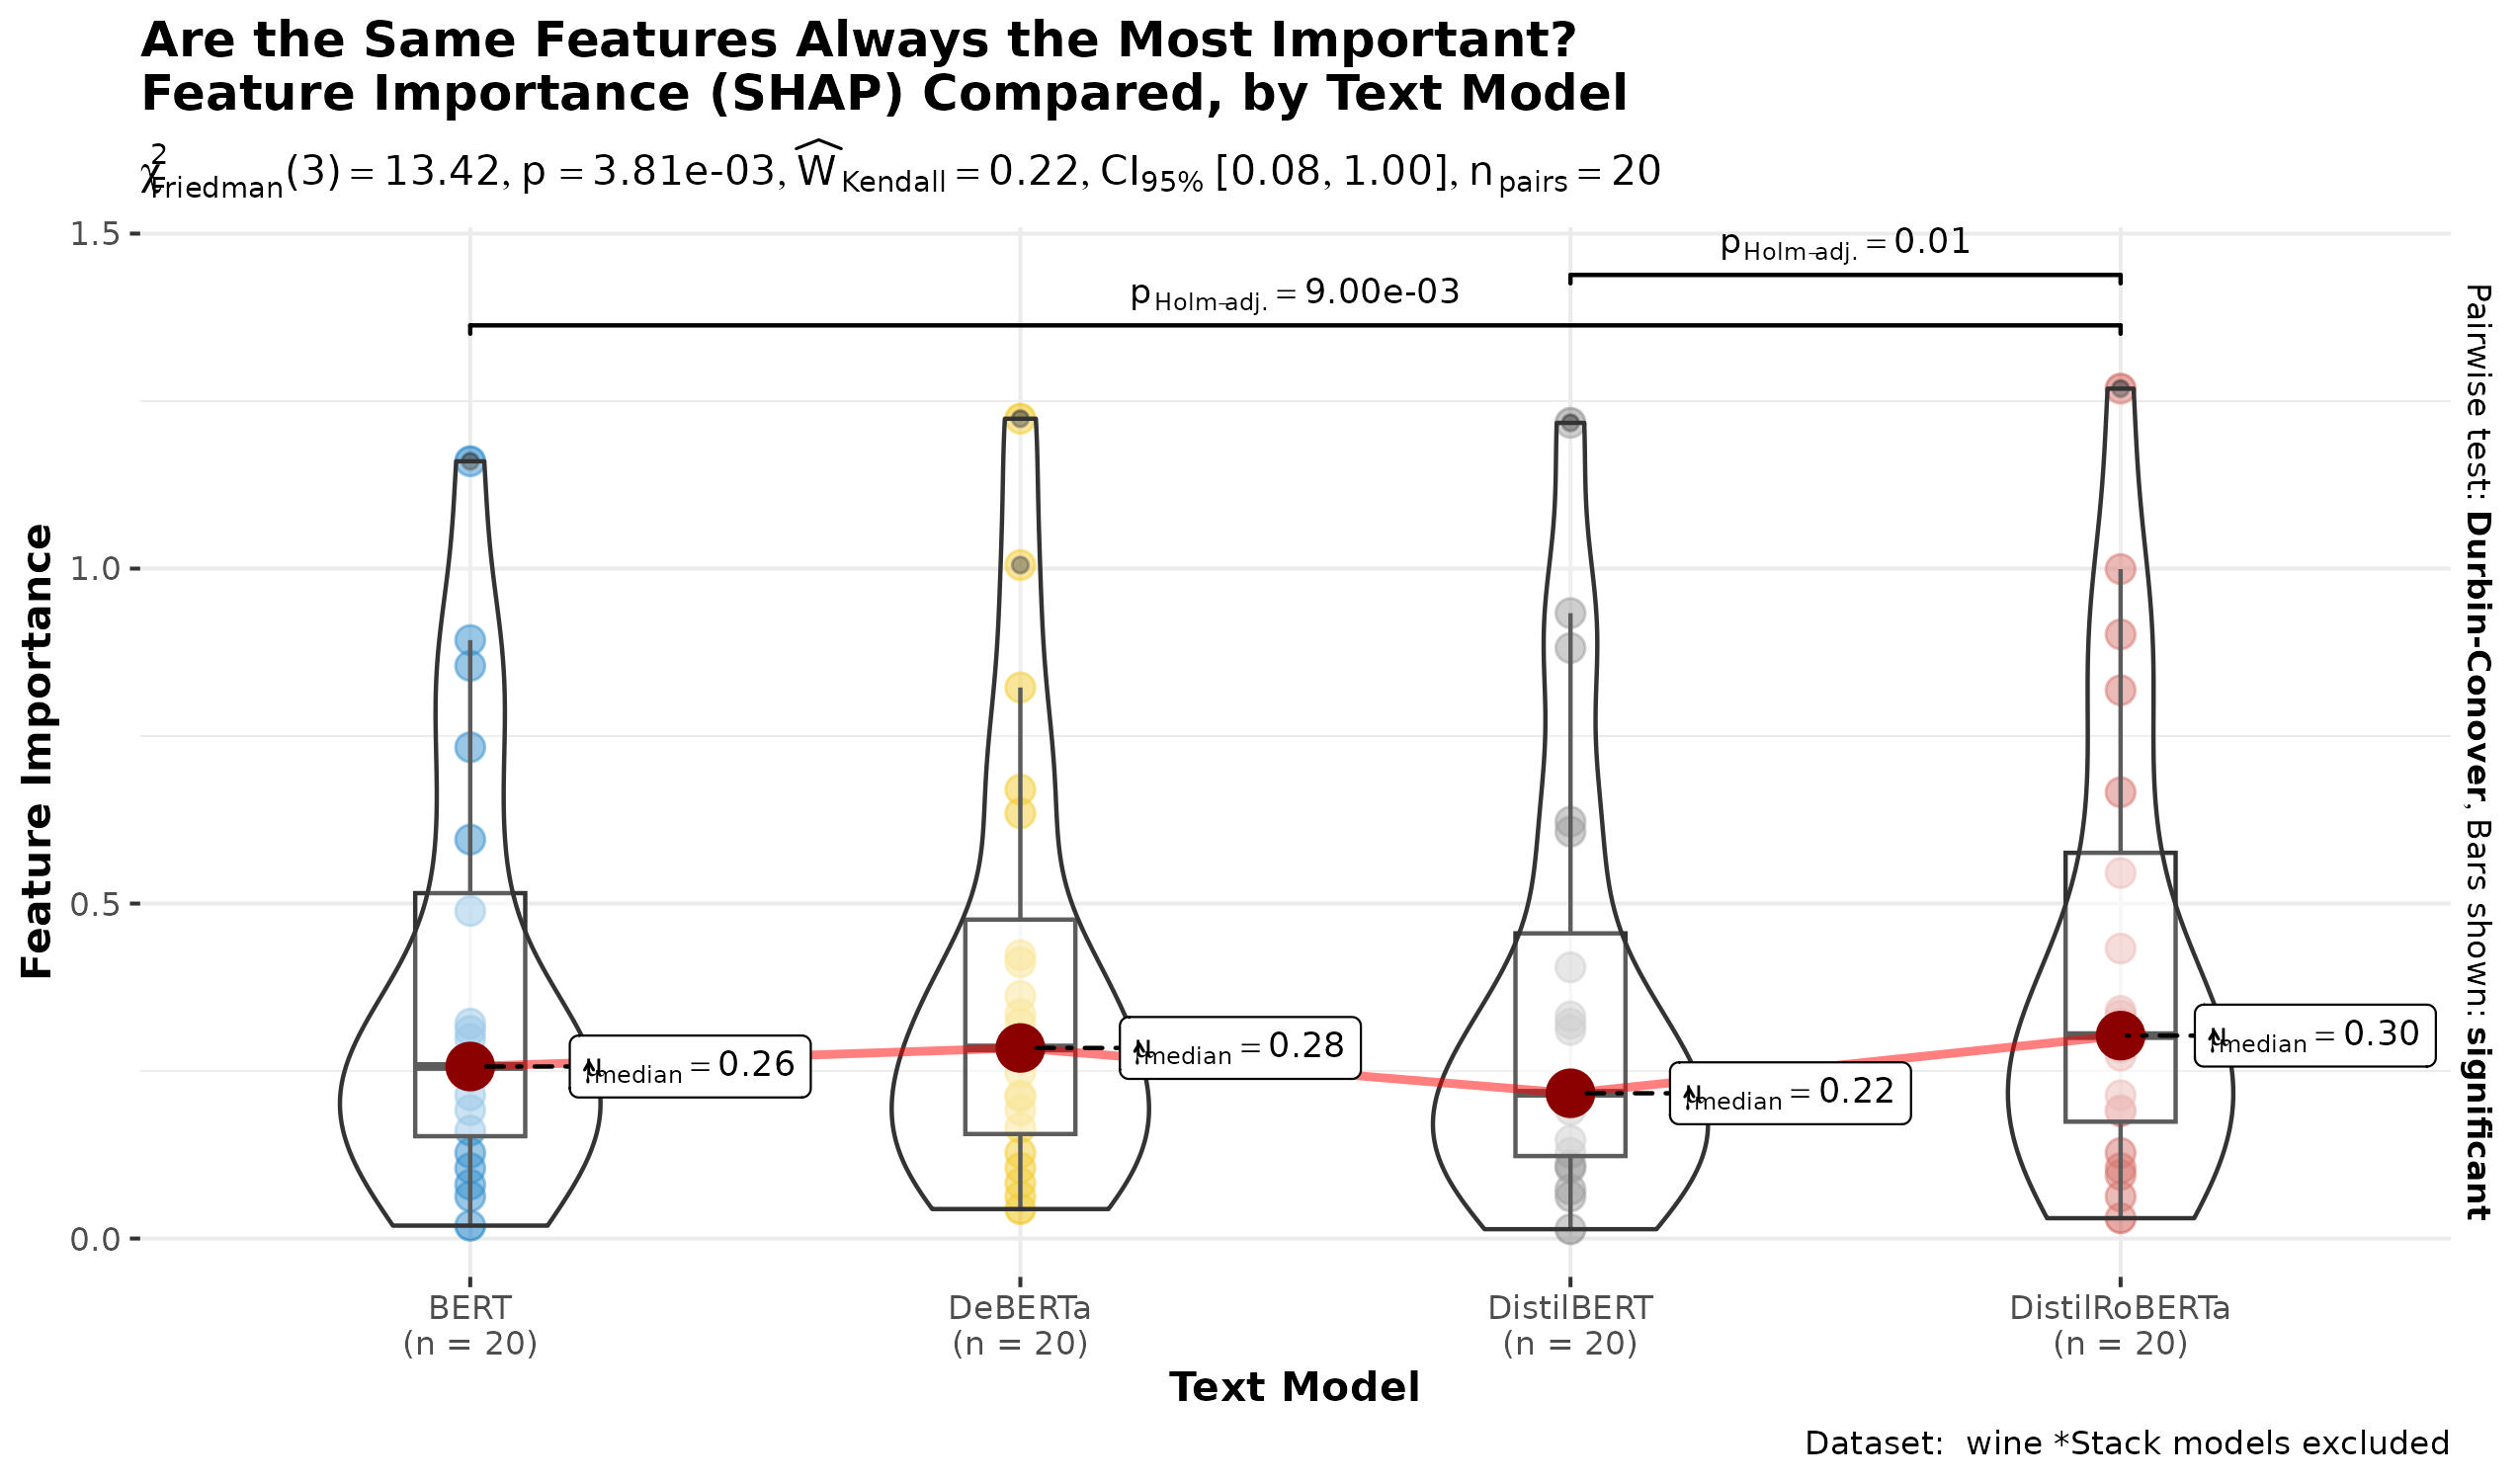 Are the Same Features Always the Most Important?
Feature Importance (SHAP) Compared, by Text Model
χ²Friedman(3) = 13.42, p = 3.81e-03, ŴKendall = 0.22, CI95% [0.08, 1.00], npairs = 20
1.5
1.0
0.5
0.0
Feature Importance
pHolm-adj. = 0.01
pHolm-adj. = 9.00e-03
μ̂median = 0.26
μ̂median = 0.28
μ̂median = 0.22
μ̂median = 0.30
Pairwise test: Durbin-Conover, Bars shown: significant
BERT
(n = 20)
DeBERTa
(n = 20)
DistilBERT
(n = 20)
DistilRoBERTa
(n = 20)
Text Model
Dataset:  wine *Stack models excluded